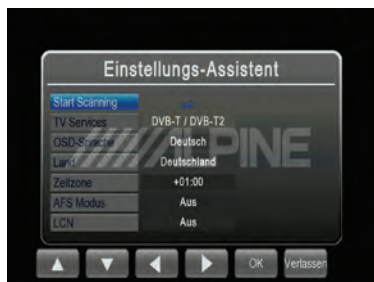 Einstellungs-Assistent
Start Scanning
TV Services DVB-T / DVB-T2
OSD-Sprache Deutsch
Land Deutschland
Zeitzone +01:00
AFS Modus Aus
LCN Aus
ALPINE
OK Verlassen